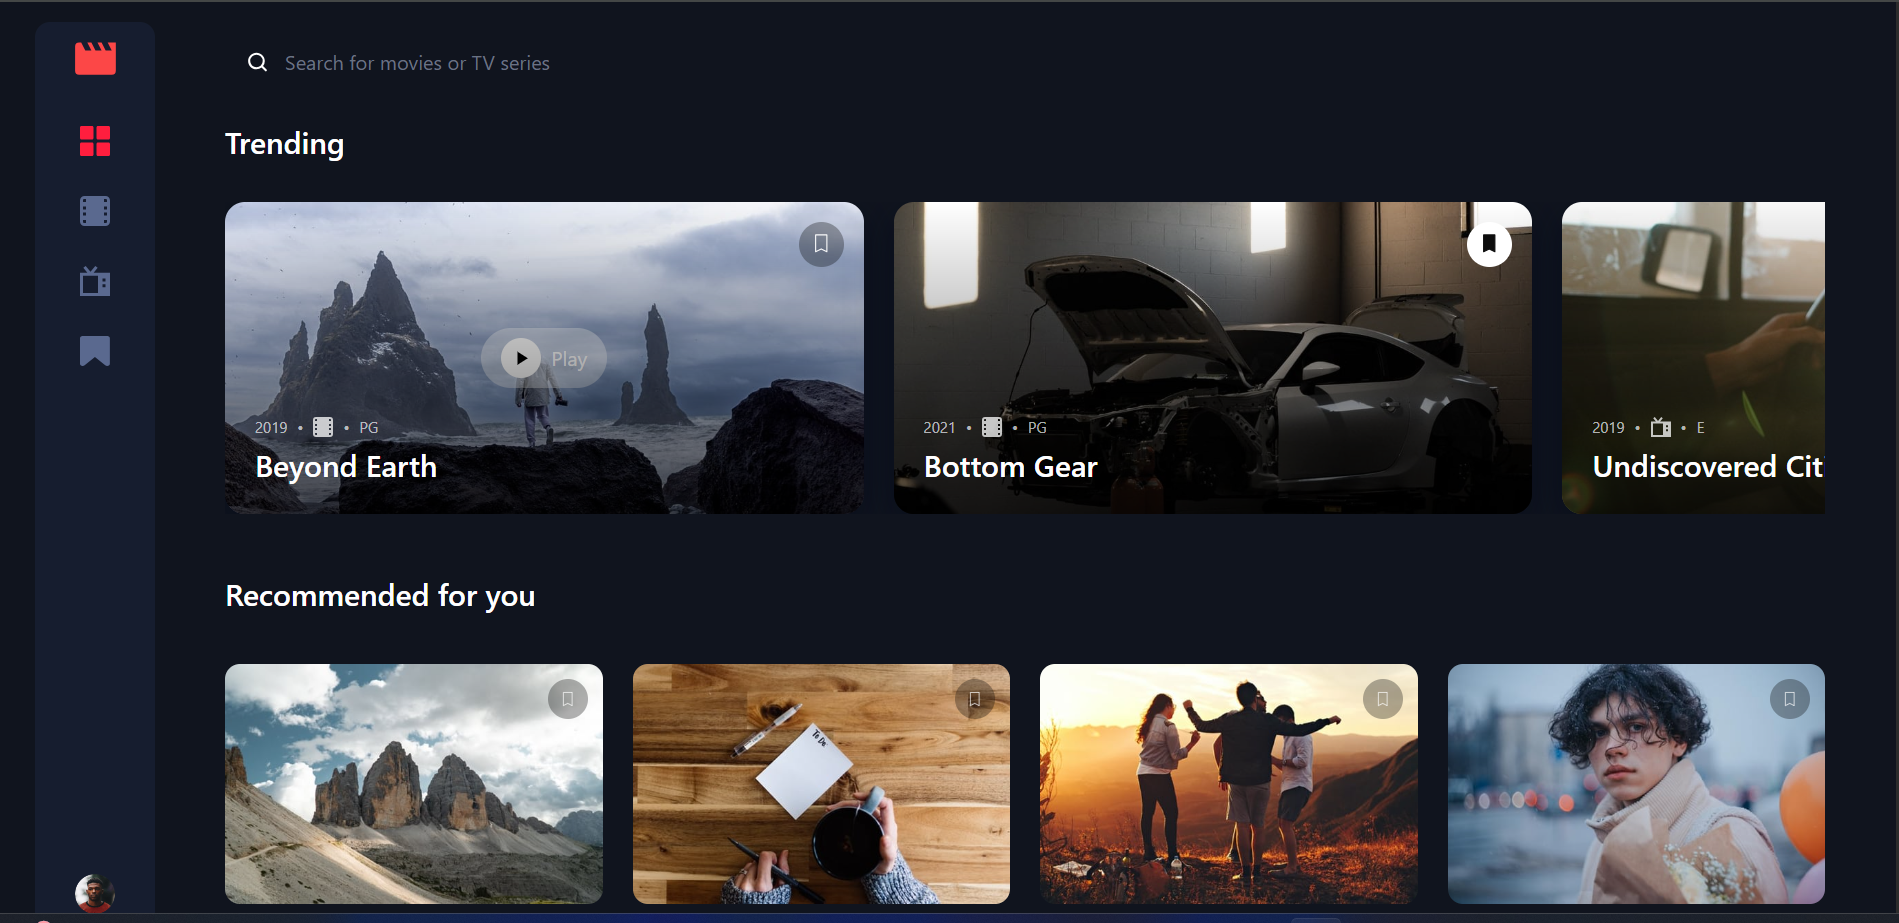 Search for movies or TV series
Trending
Play
2019 • • PG
Beyond Earth
2021 • • PG
Bottom Gear
2019 • • E
Undiscovered Cit
Recommended for you
To Do